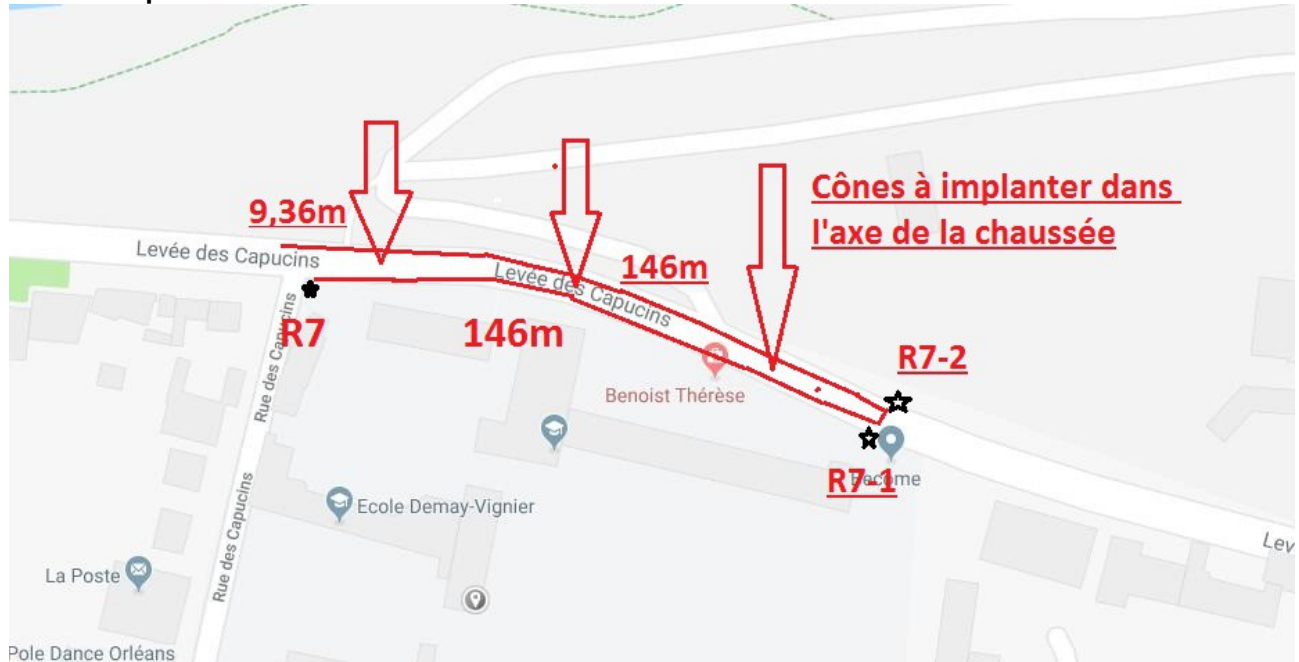 Cônes à implanter dans
l'axe de la chaussée
9,36m
Levée des Capucins
146m
Levée des Capucins
R7
146m
R7-2
Rue des Capucins
Benoist Thérèse
R7-1
Become
Ecole Demay-Vignier
Rue des Capucins
La Poste
Lev
Pole Dance Orléans